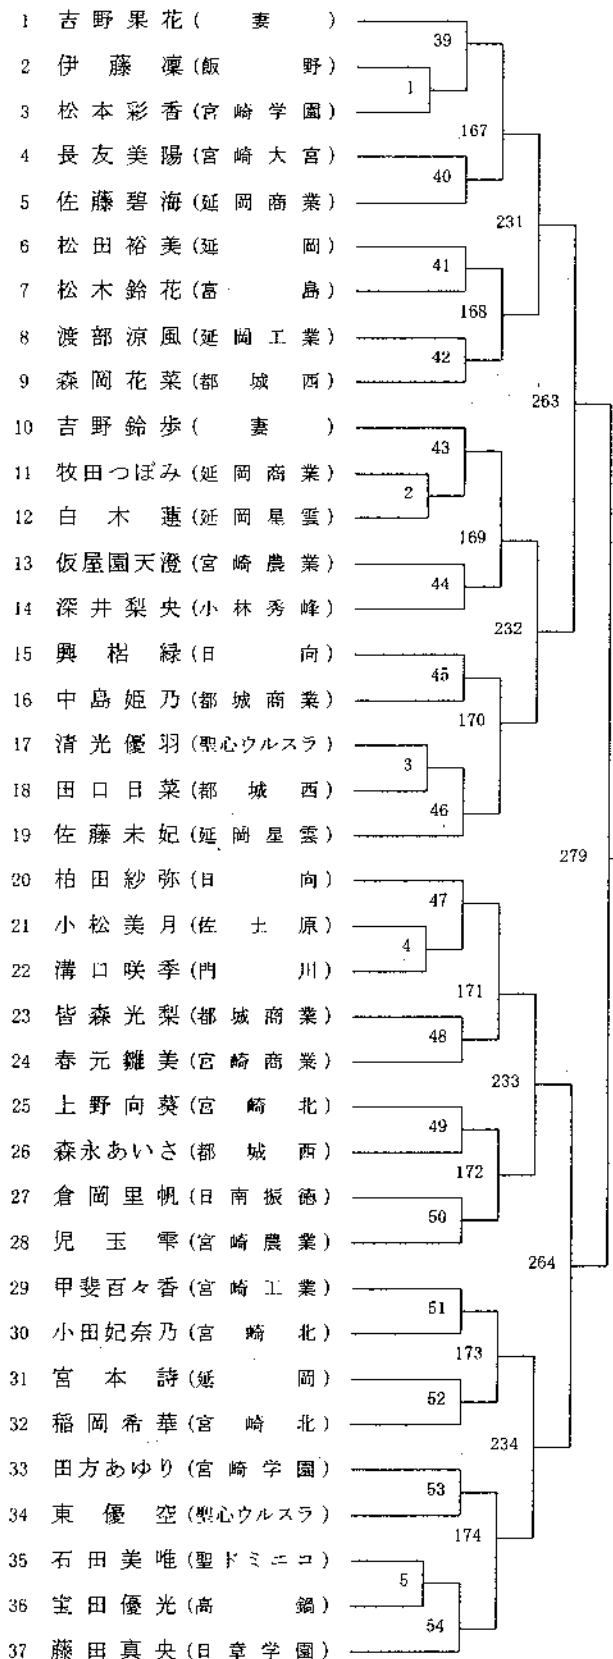 1 吉野果花(　妻　)
2 伊藤凜(飯野)
3 松本彩香(宮崎学園)
4 長友美陽(宮崎大宮)
5 佐藤碧海(延岡商業)
6 松田裕美(延岡)
7 松木鈴花(富島)
8 渡部涼風(延岡工業)
9 森岡花菜(都城西)
10 吉野鈴歩(　妻　)
11 牧田つぼみ(延岡商業)
12 白木蓮(延岡星雲)
13 仮屋園天澄(宮崎農業)
14 深井梨央(小林秀峰)
15 興梠緑(日向)
16 中島姫乃(都城商業)
17 清光優羽(聖心ウルスラ)
18 田口日菜(都城西)
19 佐藤未妃(延岡星雲)
20 柏田紗弥(日向)
21 小松美月(佐土原)
22 溝口咲季(門川)
23 皆森光梨(都城商業)
24 春元雛美(宮崎商業)
25 上野向葵(宮崎北)
26 森永あいさ(都城西)
27 倉岡里帆(日南振徳)
28 児玉雫(宮崎農業)
29 甲斐百々香(宮崎工業)
30 小田妃奈乃(宮崎北)
31 宮本詩(延岡)
32 稲岡希華(宮崎北)
33 田方あゆり(宮崎学園)
34 東優空(聖心ウルスラ)
35 石田美唯(聖ドミニコ)
36 宝田優光(高鍋)
37 藤田真央(日章学園)
39
1
167
40
231
41
168
42
263
43
2
169
44
232
45
170
3
46
279
47
4
171
48
233
49
172
50
264
51
173
52
234
53
174
5
54